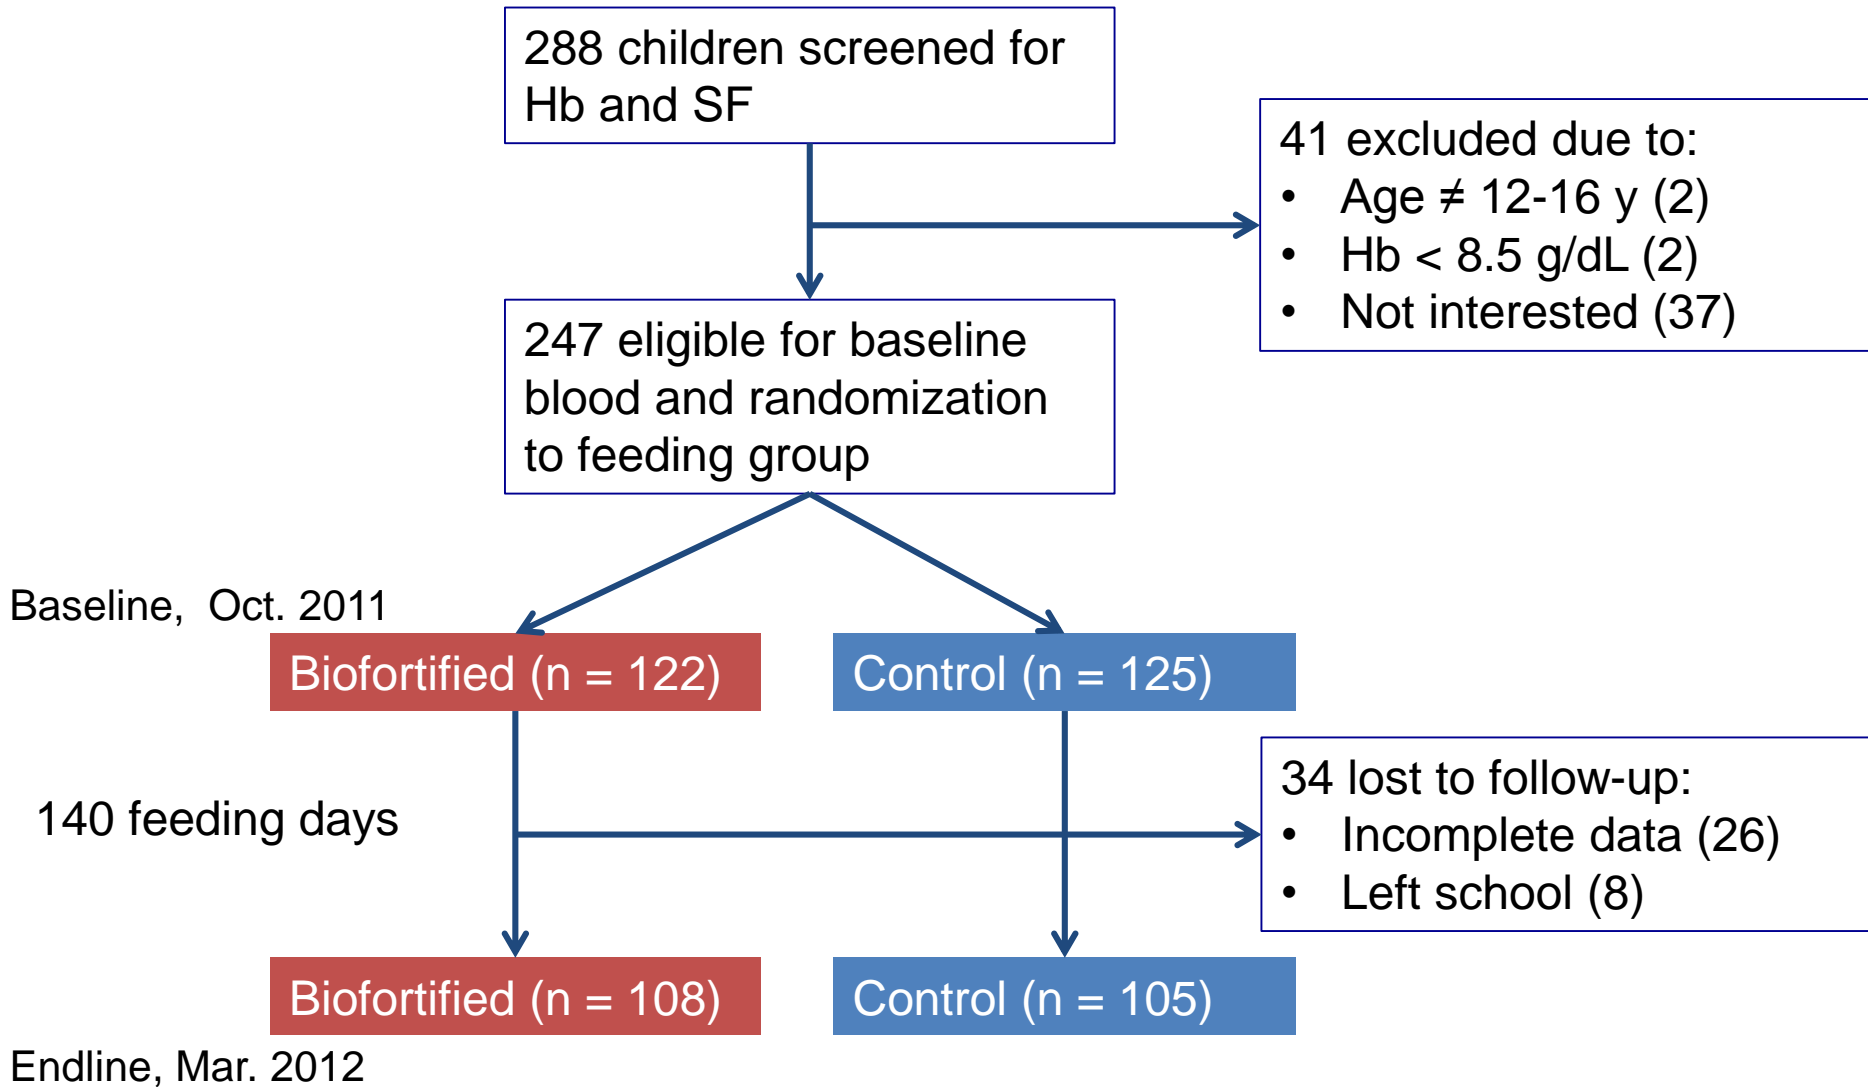 288 children screened for
Hb and SF
41 excluded due to:
• Age ≠ 12-16 y (2)
• Hb < 8.5 g/dL (2)
• Not interested (37)
247 eligible for baseline
blood and randomization
to feeding group
Baseline, Oct. 2011
Biofortified (n = 122)
Control (n = 125)
140 feeding days
34 lost to follow-up:
• Incomplete data (26)
• Left school (8)
Biofortified (n = 108)
Control (n = 105)
Endline, Mar. 2012